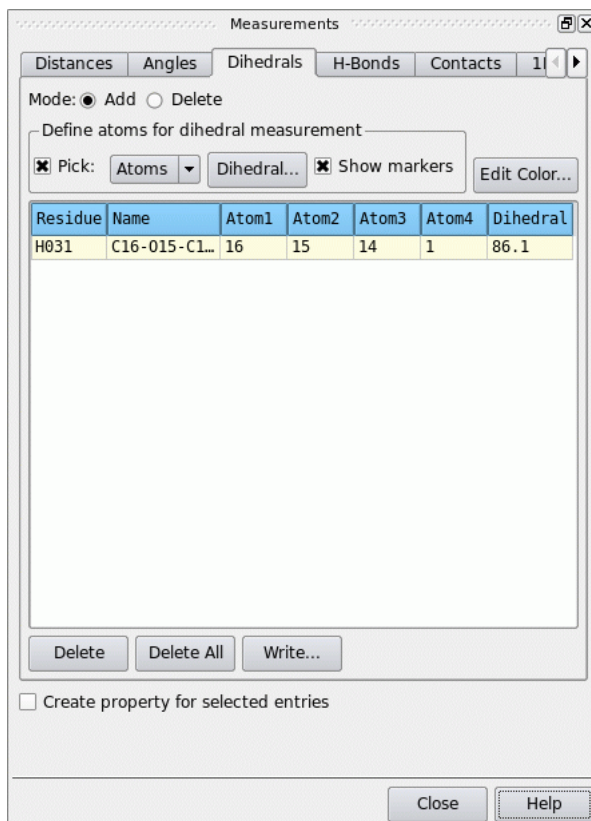 Measurements
Distances Angles Dihedrals H-Bonds Contacts
Mode: Add Delete
Define atoms for dihedral measurement
Pick: Atoms Dihedral... Show markers Edit Color...
Residue Name Atom1 Atom2 Atom3 Atom4 Dihedral
H031 C16-O15-C1... 16 15 14 1 86.1
Delete Delete All Write...
Create property for selected entries
Close Help